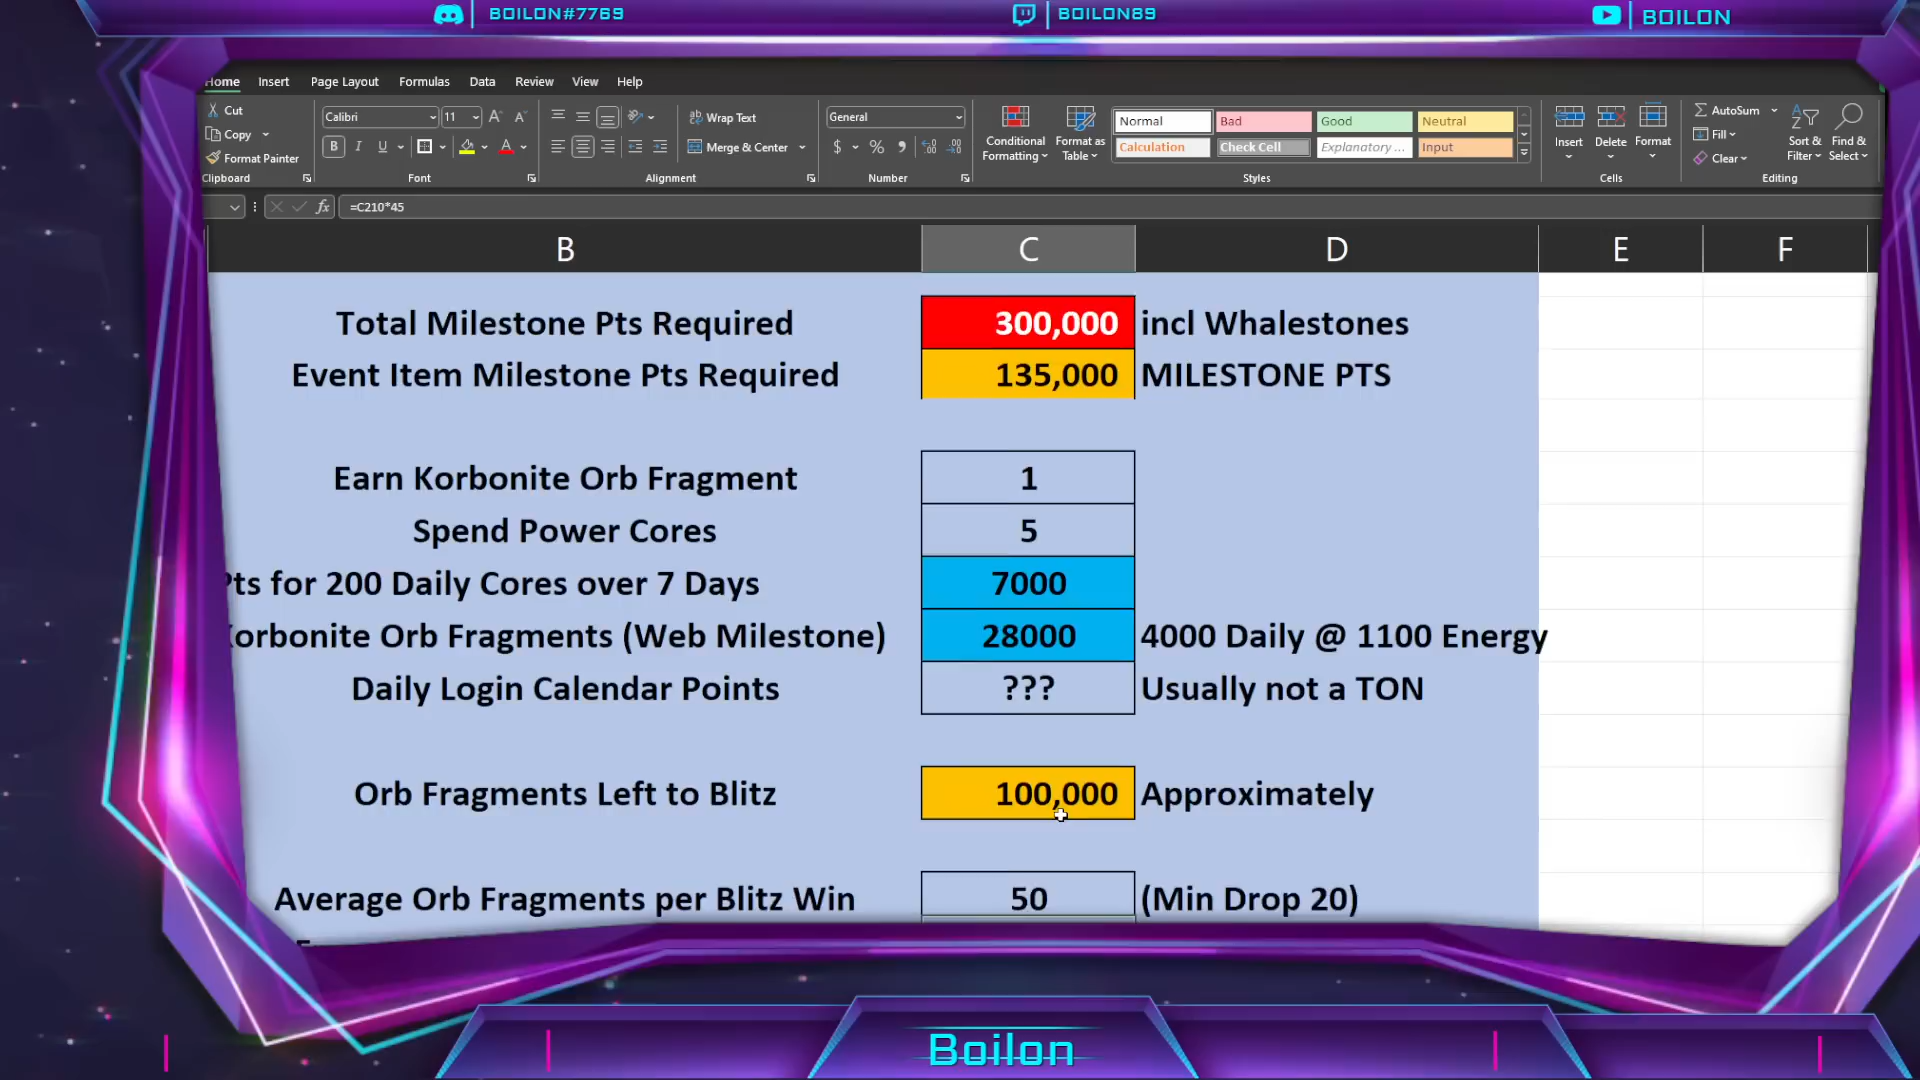 BOILON#7769
BOILON89
BOILON
Home Insert Page Layout Formulas Data Review View Help
Cut
Copy
Format Painter
Clipboard
Calibri 11
B I U
Font
Wrap Text
Merge & Center
Alignment
General
$ % 
Number
Conditional Formatting
Format as Table
Normal Bad Good Neutral
Calculation Check Cell Explanatory ... Input
Styles
Insert Delete Format
Cells
AutoSum
Fill
Clear
Sort & Filter
Find & Select
Editing
fx =C210*45
B C D E F
Total Milestone Pts Required 300,000 incl Whalestones
Event Item Milestone Pts Required 135,000 MILESTONE PTS
Earn Korbonite Orb Fragment 1
Spend Power Cores 5
Pts for 200 Daily Cores over 7 Days 7000
Korbonite Orb Fragments (Web Milestone) 28000 4000 Daily @ 1100 Energy
Daily Login Calendar Points ??? Usually not a TON
Orb Fragments Left to Blitz 100,000 Approximately
Average Orb Fragments per Blitz Win 50 (Min Drop 20)
Boilon